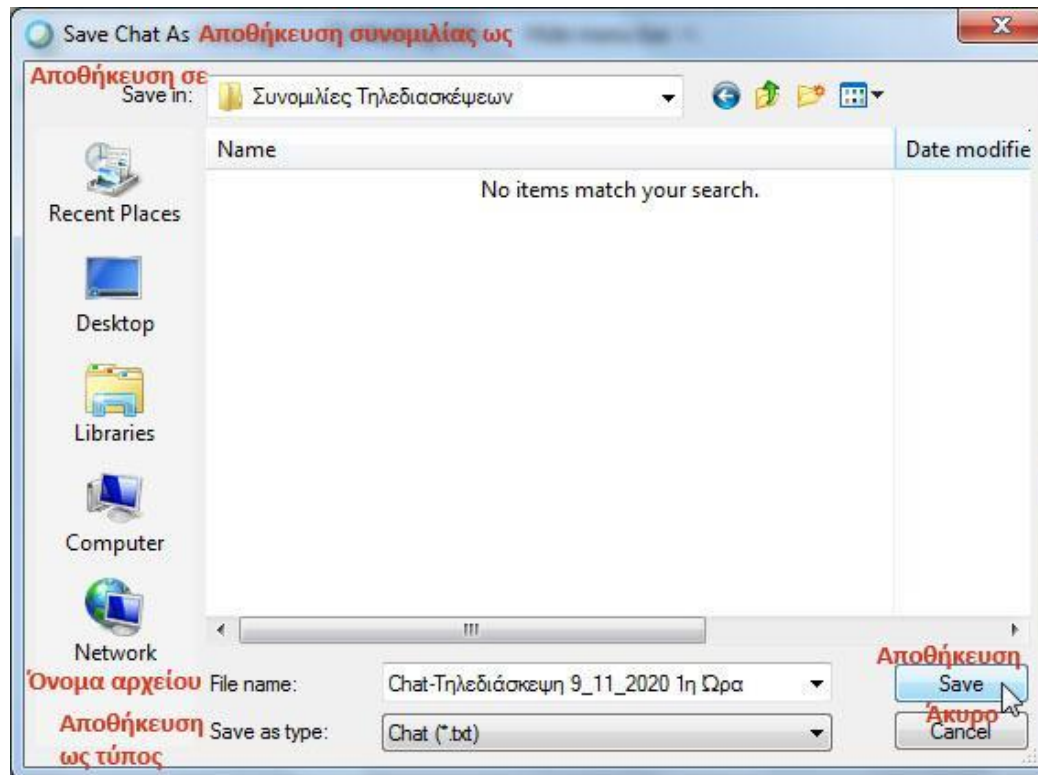 Save Chat As Αποθήκευση συνομιλίας ως
Αποθήκευση σε
Save in: Συνομιλίες Τηλεδιασκέψεων
Name Date modifie
No items match your search.
Recent Places
Desktop
Libraries
Computer
Network
Αποθήκευση
Όνομα αρχείου File name: Chat-Τηλεδιάσκεψη 9_11_2020 1η Ώρα Save
Άκυρο
Αποθήκευση Save as type: Chat (*.txt) Cancel
ως τύπος